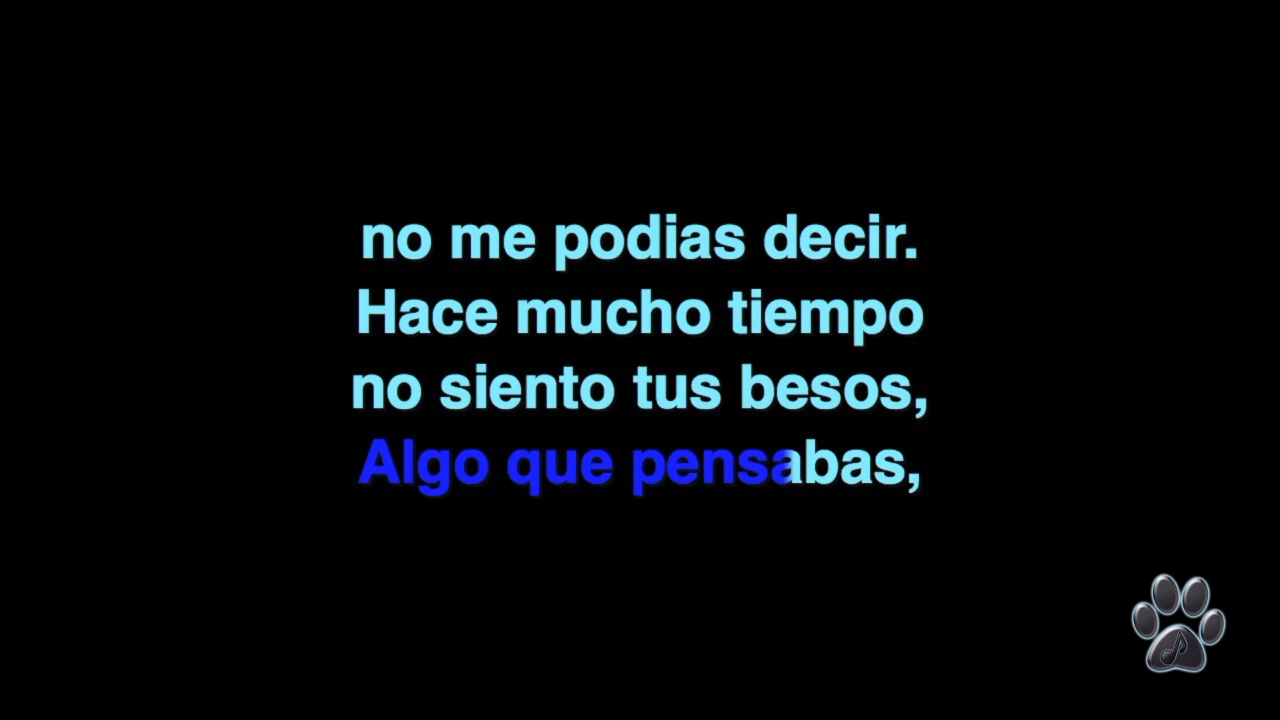 no me podias decir.
Hace mucho tiempo
no siento tus besos,
Algo que pensabas,